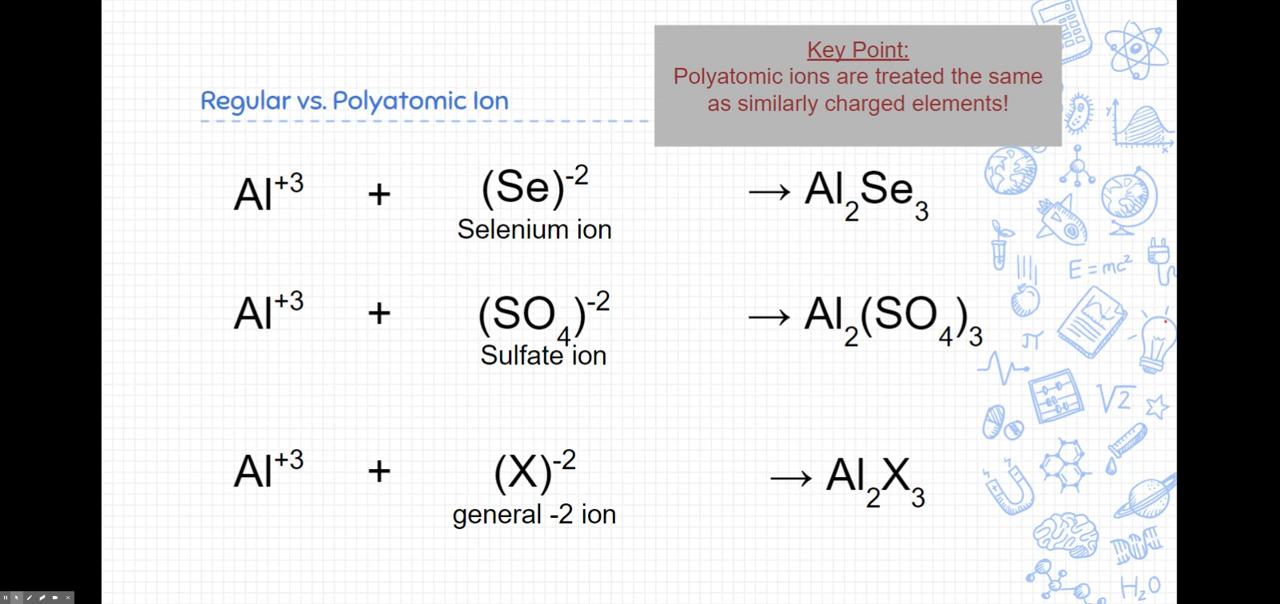 Key Point:
Polyatomic ions are treated the same
as similarly charged elements!
Regular vs. Polyatomic Ion
Al⁺³ + (Se)⁻² → Al₂Se₃
Selenium ion
Al⁺³ + (SO₄)⁻² → Al₂(SO₄)₃
Sulfate ion
Al⁺³ + (X)⁻² → Al₂X₃
general -2 ion
y
x
E=mc²
π
√2
H₂O